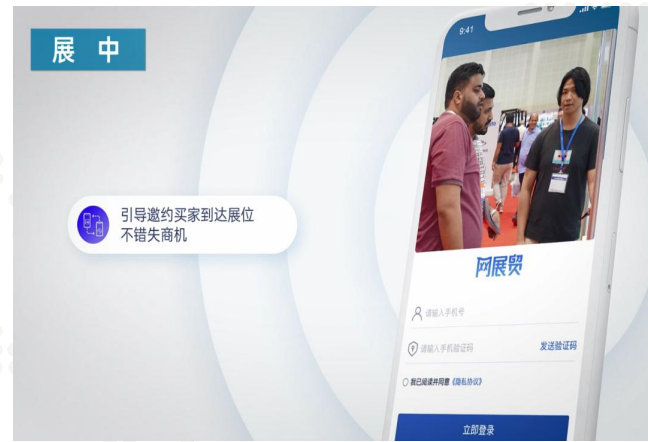 展 中
引导邀约买家到达展位
不错失商机
9:41
网展贸
请输入手机号
请输入手机验证码 发送验证码
我已阅读并同意《隐私协议》
立即登录